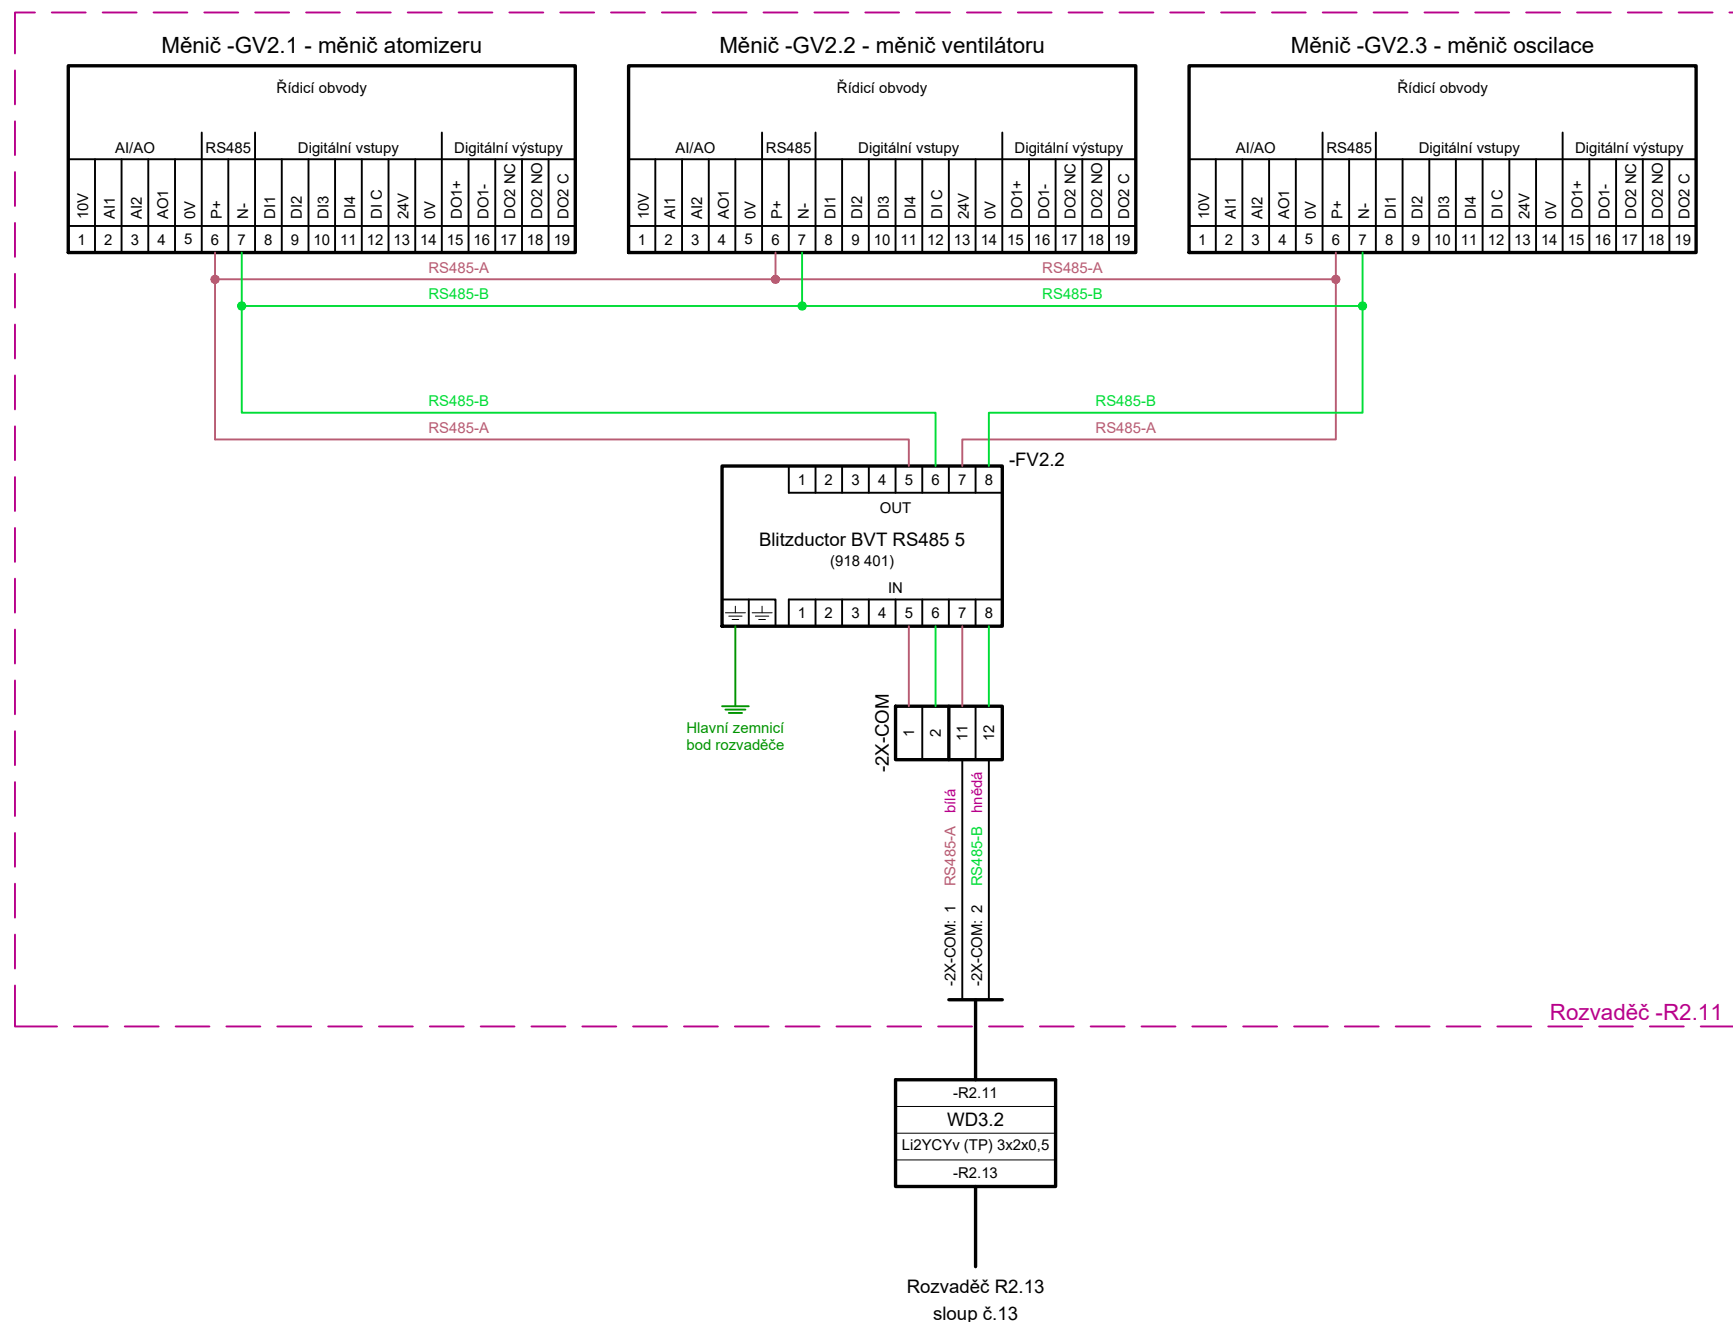 Měnič -GV2.1 - měnič atomizeru
Měnič -GV2.2 - měnič ventilátoru
Měnič -GV2.3 - měnič oscilace
Řídicí obvody
Řídicí obvody
Řídicí obvody
AI/AO RS485 Digitální vstupy Digitální výstupy
AI/AO RS485 Digitální vstupy Digitální výstupy
AI/AO RS485 Digitální vstupy Digitální výstupy
10V AI1 AI2 AO1 0V P+ N- DI1 DI2 DI3 DI4 DI C 24V 0V DO1+ DO1- DO2 NC DO2 NO DO2 C
10V AI1 AI2 AO1 0V P+ N- DI1 DI2 DI3 DI4 DI C 24V 0V DO1+ DO1- DO2 NC DO2 NO DO2 C
10V AI1 AI2 AO1 0V P+ N- DI1 DI2 DI3 DI4 DI C 24V 0V DO1+ DO1- DO2 NC DO2 NO DO2 C
1 2 3 4 5 6 7 8 9 10 11 12 13 14 15 16 17 18 19
1 2 3 4 5 6 7 8 9 10 11 12 13 14 15 16 17 18 19
1 2 3 4 5 6 7 8 9 10 11 12 13 14 15 16 17 18 19
RS485-A
RS485-A
RS485-B
RS485-B
RS485-B
RS485-B
RS485-A
RS485-A
-FV2.2
1 2 3 4 5 6 7 8
OUT
Blitzductor BVT RS485 5
(918 401)
IN
1 2 3 4 5 6 7 8
-2X-COM
1 2 11 12
Hlavní zemnicí
bod rozvaděče
-2X-COM: 1 RS485-A bílá
-2X-COM: 2 RS485-B hnědá
Rozvaděč -R2.11
-R2.11
WD3.2
Li2YCYv (TP) 3x2x0,5
-R2.13
Rozvaděč R2.13
sloup č.13